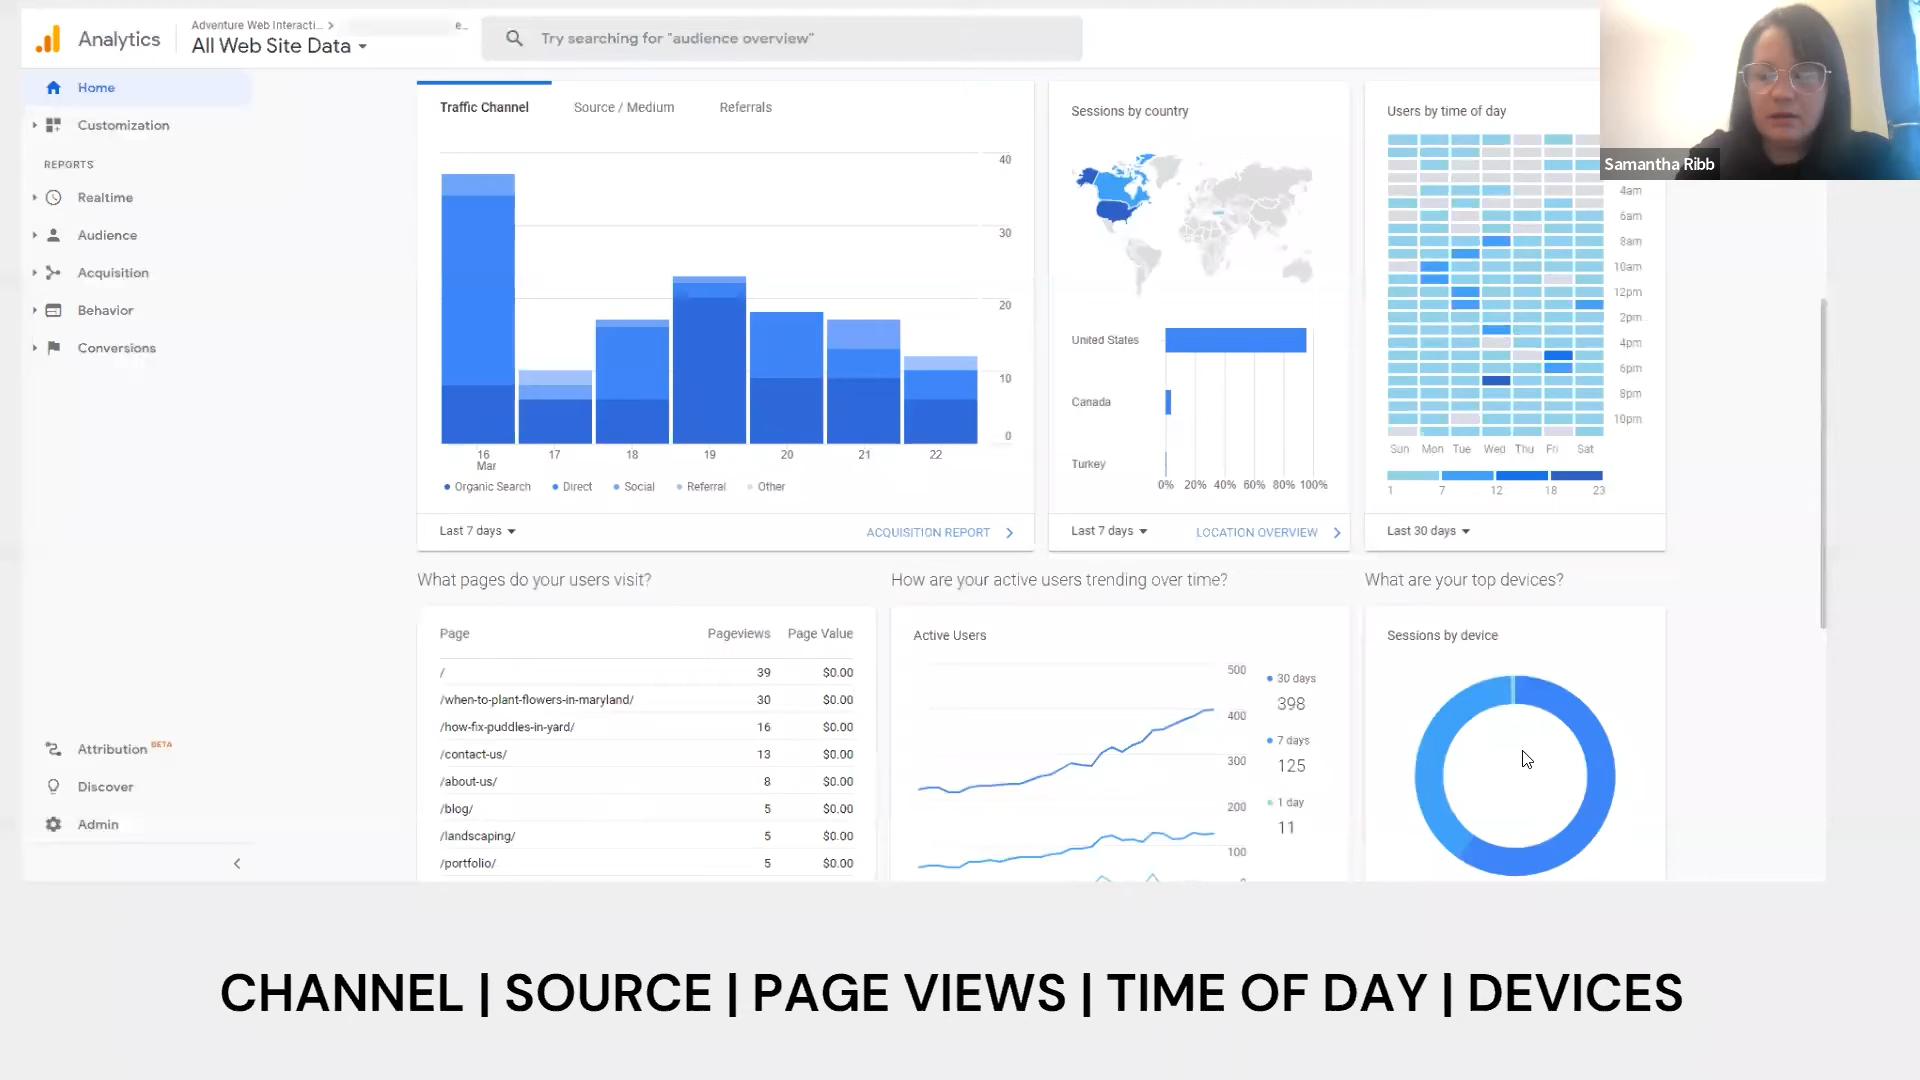 Analytics
Adventure Web Interacti... >
e...
All Web Site Data
Try searching for "audience overview"
Samantha Ribb
Home
Customization
REPORTS
Realtime
Audience
Acquisition
Behavior
Conversions
Attribution BETA
Discover
Admin
Traffic Channel Source / Medium Referrals
40
30
20
10
0
16 17 18 19 20 21 22
Mar
Organic Search Direct Social Referral Other
Last 7 days ACQUISITION REPORT
Sessions by country
United States
Canada
Turkey
0% 20% 40% 60% 80% 100%
Last 7 days LOCATION OVERVIEW
Users by time of day
4am
6am
8am
10am
12pm
2pm
4pm
6pm
8pm
10pm
Sun Mon Tue Wed Thu Fri Sat
1 7 12 18 23
Last 30 days
What pages do your users visit?
Page Pageviews Page Value
/ 39 $0.00
/when-to-plant-flowers-in-maryland/ 30 $0.00
/how-fix-puddles-in-yard/ 16 $0.00
/contact-us/ 13 $0.00
/about-us/ 8 $0.00
/blog/ 5 $0.00
/landscaping/ 5 $0.00
/portfolio/ 5 $0.00
How are your active users trending over time?
Active Users
500
400
300
200
100
30 days
398
7 days
125
1 day
11
What are your top devices?
Sessions by device
CHANNEL | SOURCE | PAGE VIEWS | TIME OF DAY | DEVICES